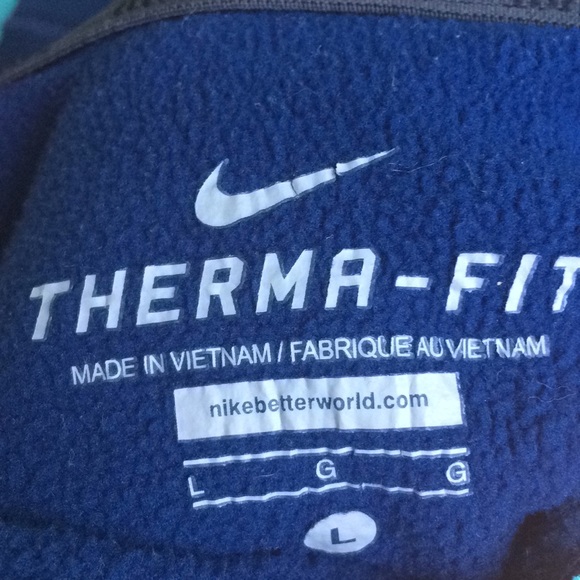 THERMA-FIT
MADE IN VIETNAM / FABRIQUE AU VIETNAM
nikebetterworld.com
L G G
L